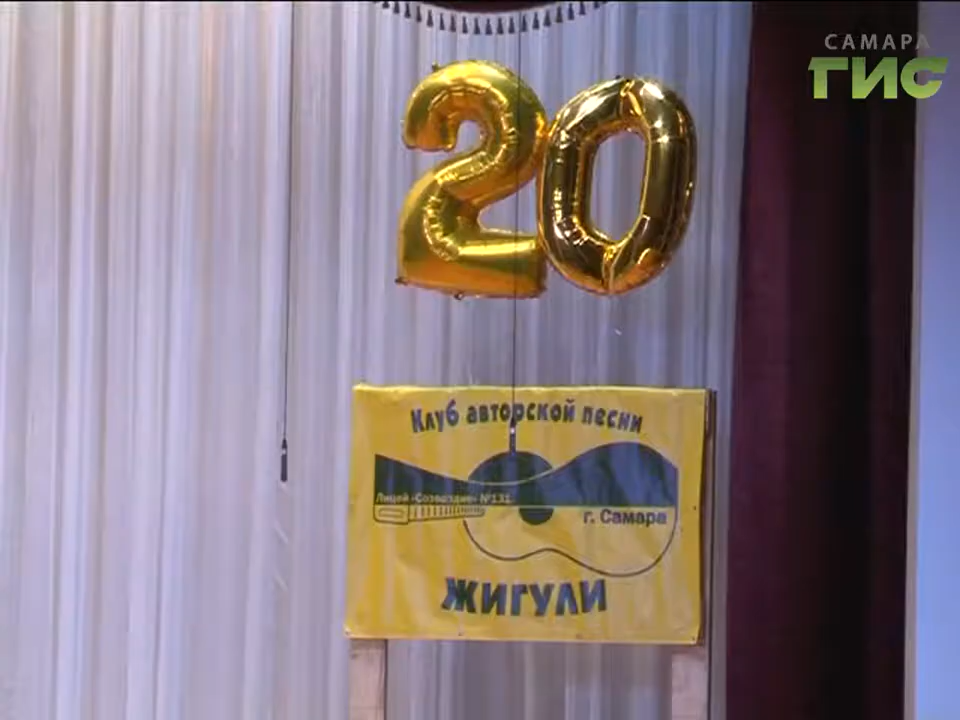 САМАРА
ГИС
20
Клуб авторской песни
Лицей «Созвездие» №131
г. Самара
ЖИГУЛИ